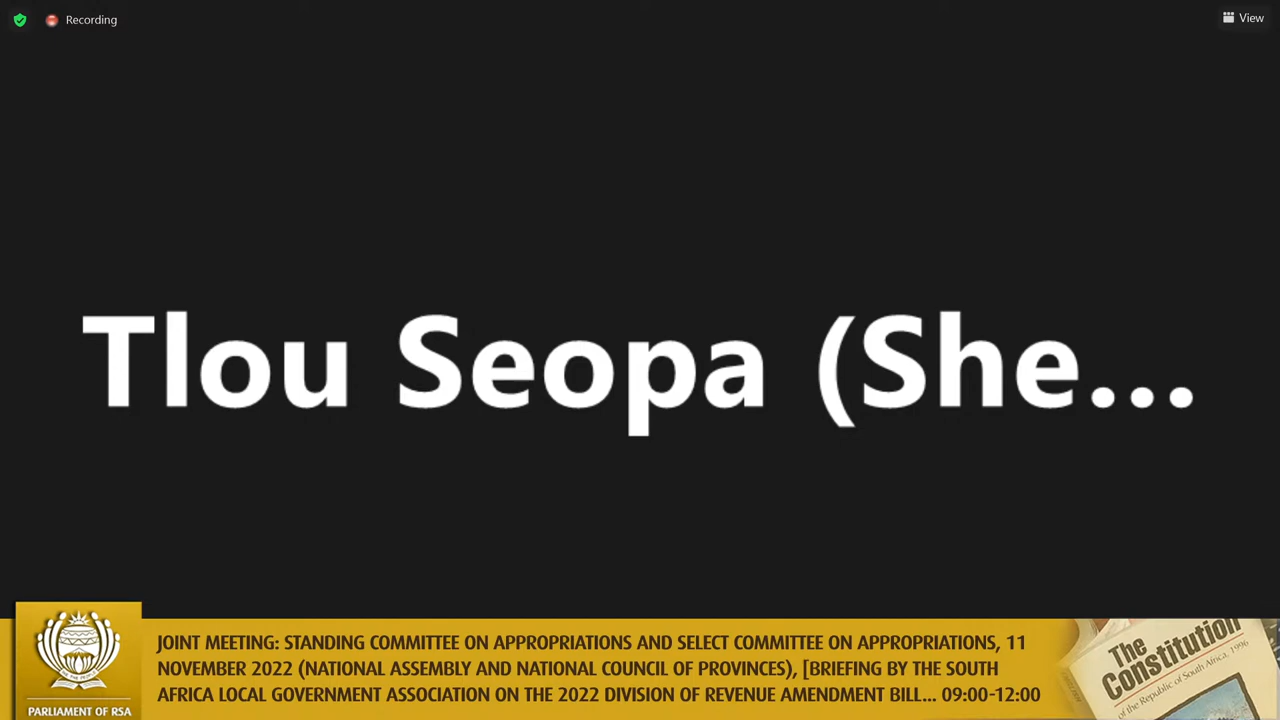 Recording
View
Tlou Seopa (She...
JOINT MEETING: STANDING COMMITTEE ON APPROPRIATIONS AND SELECT COMMITTEE ON APPROPRIATIONS, 11
NOVEMBER 2022 (NATIONAL ASSEMBLY AND NATIONAL COUNCIL OF PROVINCES), [BRIEFING BY THE SOUTH
AFRICA LOCAL GOVERNMENT ASSOCIATION ON THE 2022 DIVISION OF REVENUE AMENDMENT BILL... 09:00-12:00
PARLIAMENT OF RSA
The
Constitution
of the Republic of South Africa, 1996